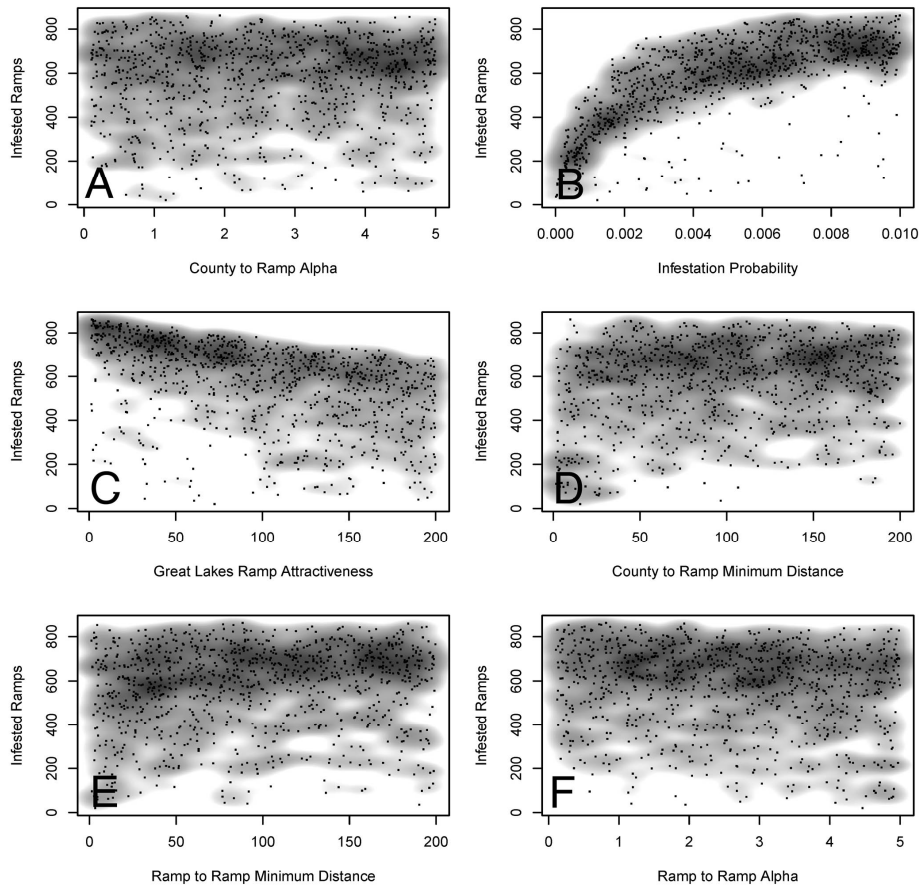 0 200 400 600 800
Infested Ramps
A
0 1 2 3 4 5
County to Ramp Alpha
0 200 400 600 800
Infested Ramps
B
0.000 0.002 0.004 0.006 0.008 0.010
Infestation Probability
0 200 400 600 800
Infested Ramps
C
0 50 100 150 200
Great Lakes Ramp Attractiveness
0 200 400 600 800
Infested Ramps
D
0 50 100 150 200
County to Ramp Minimum Distance
0 200 400 600 800
Infested Ramps
E
0 50 100 150 200
Ramp to Ramp Minimum Distance
0 200 400 600 800
Infested Ramps
F
0 1 2 3 4 5
Ramp to Ramp Alpha